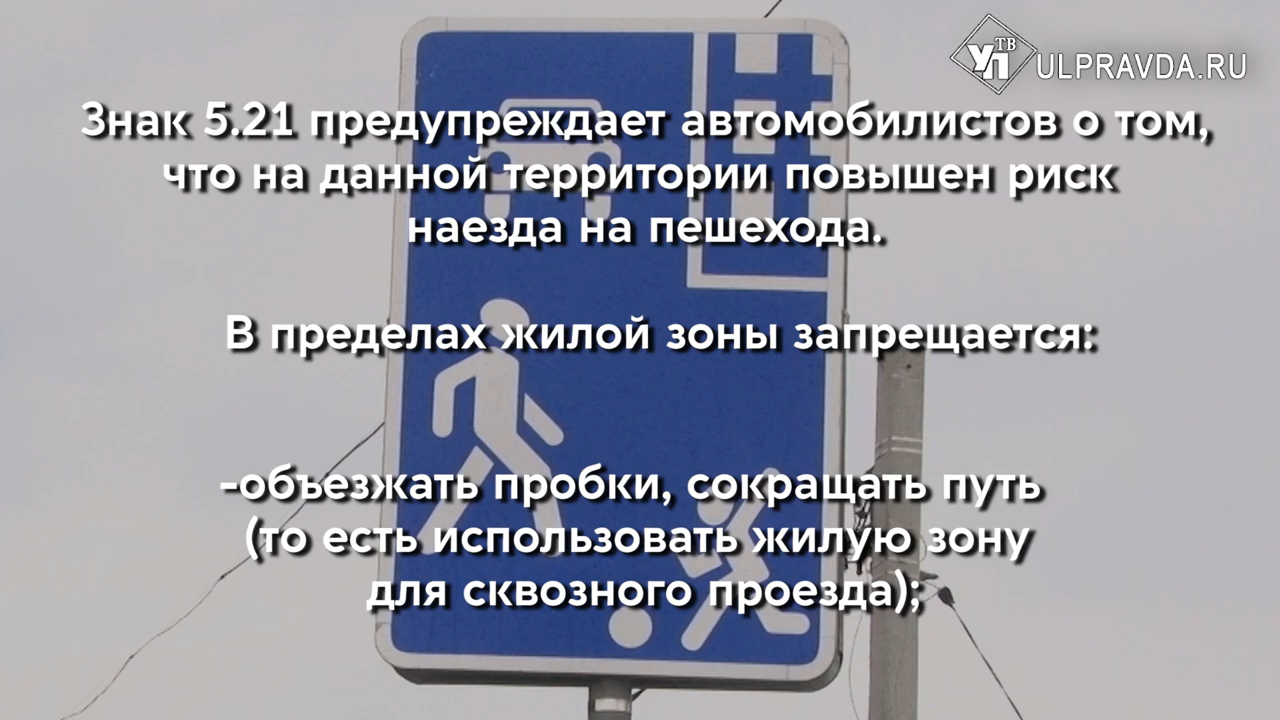 УП ТВ ULPRAVDA.RU
Знак 5.21 предупреждает автомобилистов о том,
что на данной территории повышен риск
наезда на пешехода.
В пределах жилой зоны запрещается:
-объезжать пробки, сокращать путь
(то есть использовать жилую зону
для сквозного проезда);